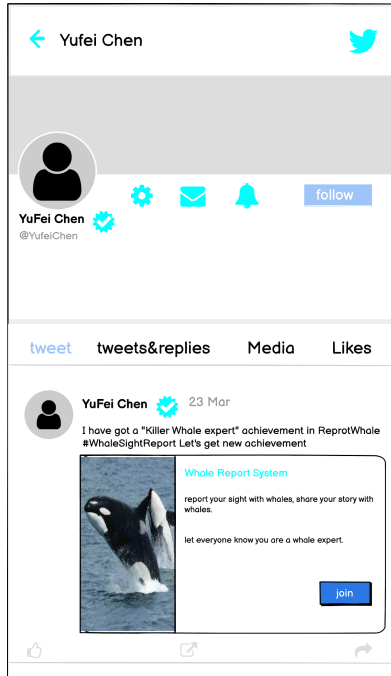 Yufei Chen
follow
YuFei Chen
@YufeiChen
tweet tweets&replies Media Likes
YuFei Chen 23 Mar
I have got a "Killer Whale expert" achievement in ReprotWhale
#WhaleSightReport Let's get new achievement
Whale Report System
report your sight with whales, share your story with
whales.
let everyone know you are a whale expert.
join